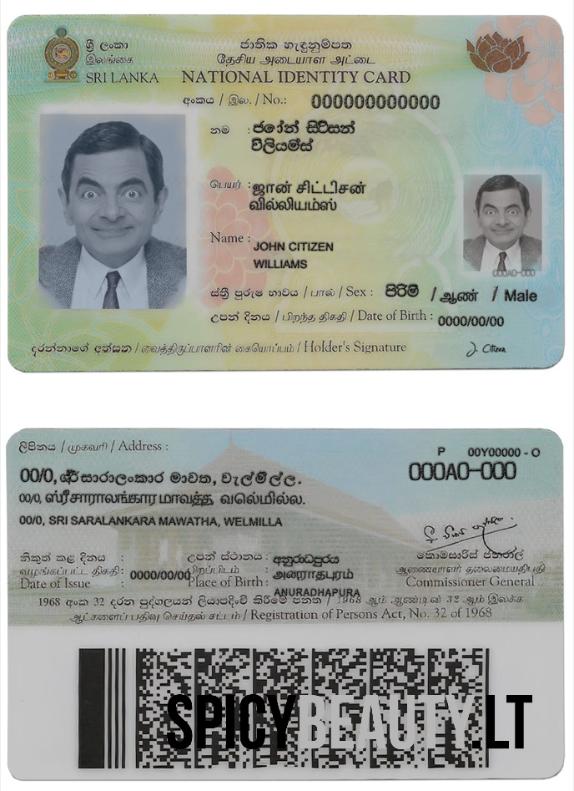 ශ්‍රී ලංකා
இலங்கை
SRI LANKA
ජාතික හැඳුනුම්පත
தேசிய அடையாள அட்டை
NATIONAL IDENTITY CARD
අංකය / இல. / No.: 000000000000
නම :
විලියම්ස්
பெயர் : ஜான் சிட்டிசன்
வில்லியம்ஸ்
Name : JOHN CITIZEN
WILLIAMS
000A0-000
ස්ත්‍රී පුරුෂ භාවය / பால் / Sex : පිරිමි / ஆண் / Male
උපන් දිනය / பிறந்த திகதி / Date of Birth : 0000/00/00
දරන්නාගේ අත්සන / வைத்திருப்பாளரின் கையொப்பம் / Holder's Signature J. Citizen
ලිපිනය / முகவரி / Address :
P 00Y00000 - O
000A0-000
00/0, ශ්‍රී සාරාලංකාර මාවත, වැල්මිල්ල.
00/0, ஸ்ரீ சாராலங்கார மாவத்த வல்மில்ல.
00/0, SRI SARALANKARA MAWATHA, WELMILLA
නිකුත් කළ දිනය :
வழங்கப்பட்ட திகதி : 0000/00/00
Date of Issue :
උපන් ස්ථානය : අනුරාධපුරය
பிறப்பிடம் :
Place of Birth : ANURADHAPURA
කොමසාරිස් ජනරාල්
ஆணையாளர் தலைமையதிபதி
Commissioner General
1968 අංක 32 දරන පුද්ගලයන් ලියාපදිංචි කිරීමේ පනත / 1968 ஆம் ஆண்டின் 32 ஆம் இலக்க
ஆட்களைப் பதிவு செய்தல் சட்டம் / Registration of Persons Act, No. 32 of 1968
SPICYBEAUTY.LT